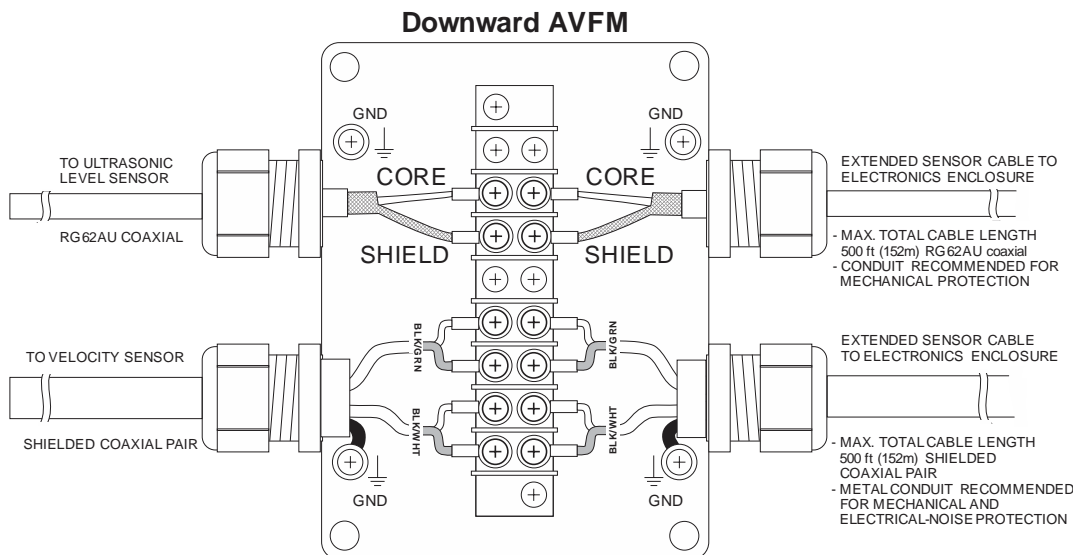 Downward AVFM
GND
GND
TO ULTRASONIC
LEVEL SENSOR
RG62AU COAXIAL
CORE
CORE
SHIELD
SHIELD
EXTENDED SENSOR CABLE TO
ELECTRONICS ENCLOSURE
- MAX. TOTAL CABLE LENGTH
500 ft (152m) RG62AU coaxial
- CONDUIT RECOMMENDED FOR
MECHANICAL PROTECTION
TO VELOCITY SENSOR
SHIELDED COAXIAL PAIR
BLK/GRN
BLK/GRN
BLK/WHT
BLK/WHT
GND
GND
EXTENDED SENSOR CABLE
TO ELECTRONICS ENCLOSURE
- MAX. TOTAL CABLE LENGTH
500 ft (152m) SHIELDED
COAXIAL PAIR
- METAL CONDUIT RECOMMENDED
FOR MECHANICAL AND
ELECTRICAL-NOISE PROTECTION